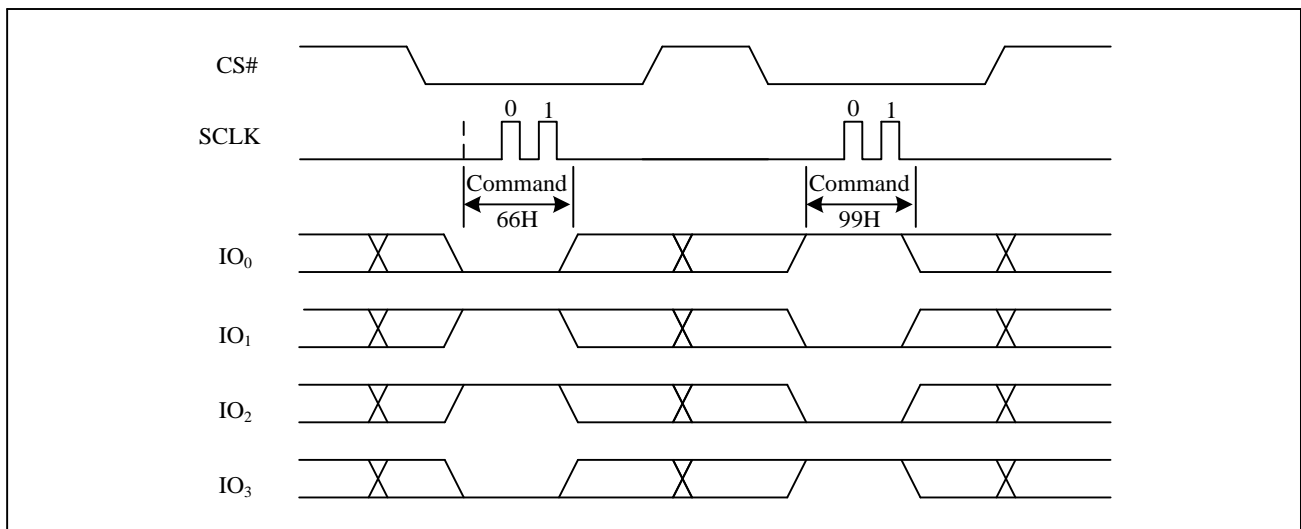 CS#
0 1 0 1
SCLK
Command Command
66H 99H
IO₀
IO₁
IO₂
IO₃